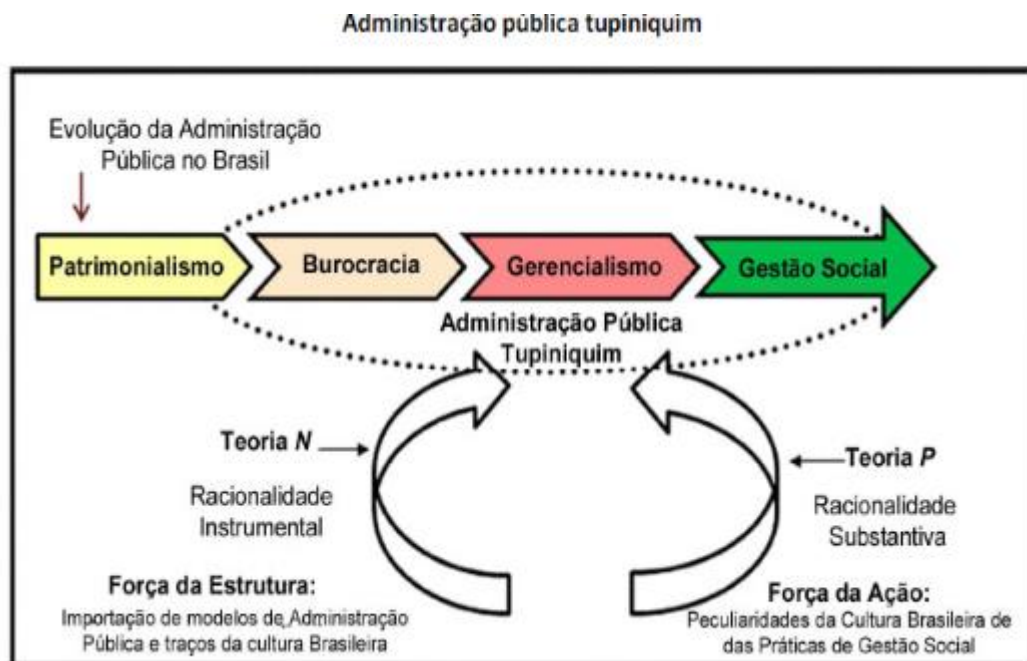 Administração pública tupiniquim
Evolução da Administração
Pública no Brasil
Patrimonialismo
Burocracia
Gerencialismo
Gestão Social
Administração Pública
Tupiniquim
Teoria N
Racionalidade
Instrumental
Força da Estrutura:
Importação de modelos de Administração
Pública e traços da cultura Brasileira
Teoria P
Racionalidade
Substantiva
Força da Ação:
Peculiaridades da Cultura Brasileira de
das Práticas de Gestão Social